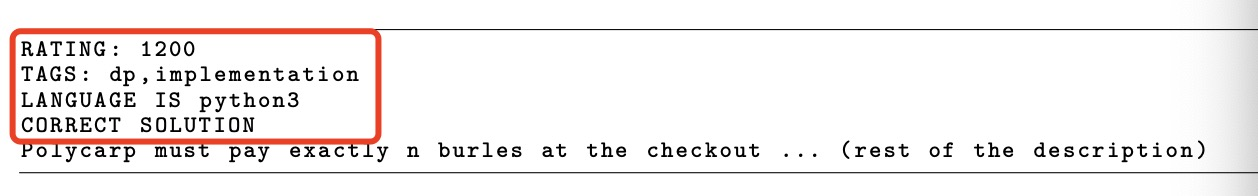 RATING: 1200
TAGS: dp,implementation
LANGUAGE IS python3
CORRECT SOLUTION
Polycarp must pay exactly n burles at the checkout ... (rest of the description)